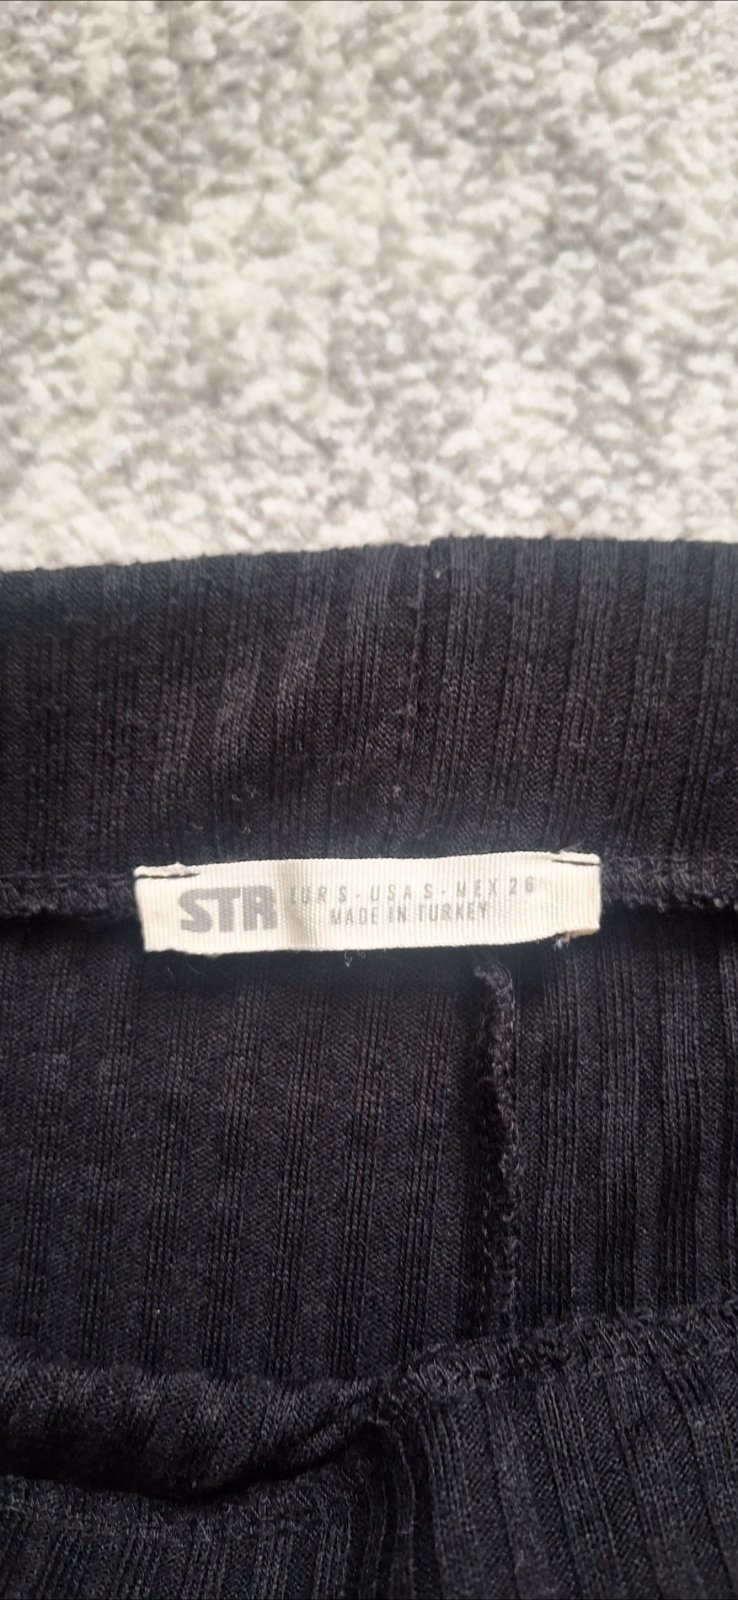 STR
EUR S - USA S - MEX 26
MADE IN TURKEY